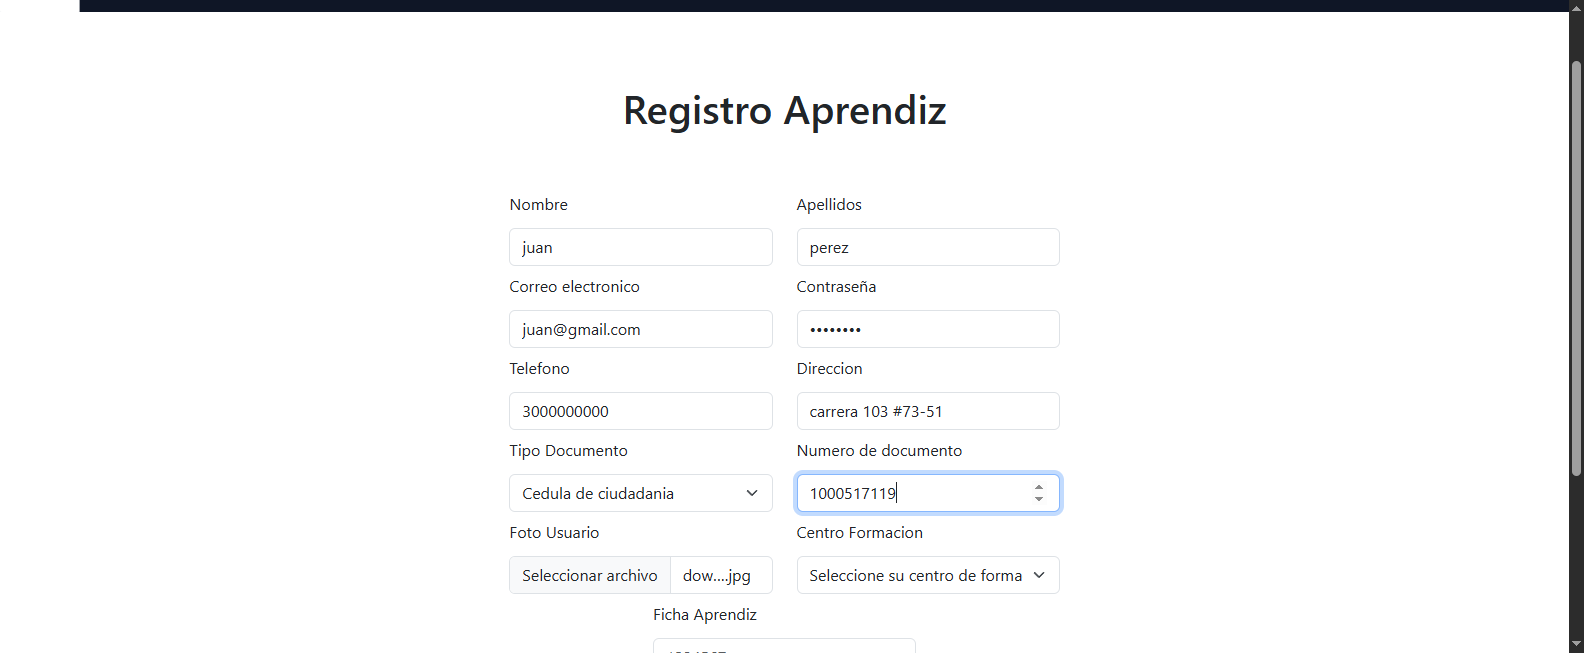 Registro Aprendiz
Nombre
Apellidos
juan
perez
Correo electronico
Contraseña
juan@gmail.com
••••••••
Telefono
Direccion
3000000000
carrera 103 #73-51
Tipo Documento
Numero de documento
Cedula de ciudadania
1000517119
Foto Usuario
Centro Formacion
Seleccionar archivo dow....jpg
Seleccione su centro de forma
Ficha Aprendiz